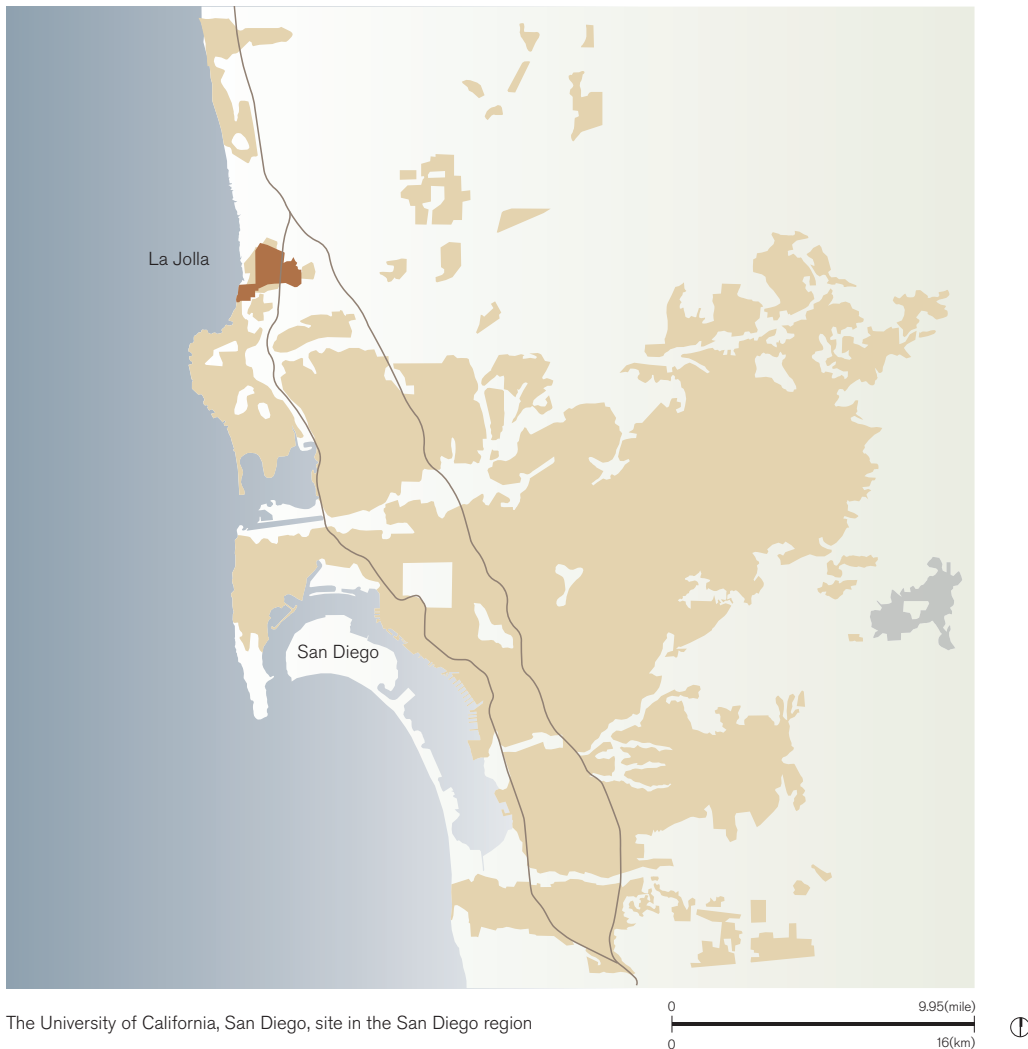 La Jolla
San Diego
The University of California, San Diego, site in the San Diego region
0
9.95(mile)
0
16(km)